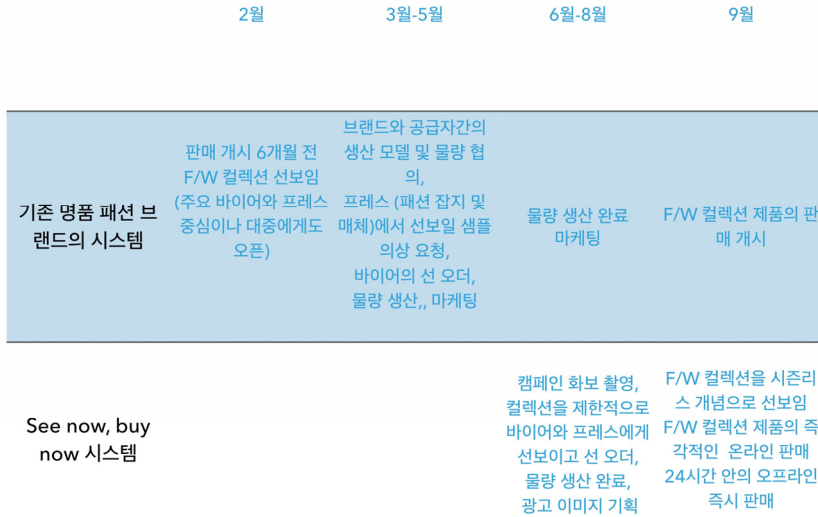 2월
3월-5월
6월-8월
9월
기존 명품 패션 브
랜드의 시스템
판매 개시 6개월 전
F/W 컬렉션 선보임
(주요 바이어와 프레스
중심이나 대중에게도
오픈)
브랜드와 공급자간의
생산 모델 및 물량 협
의,
프레스 (패션 잡지 및
매체)에서 선보일 샘플
의상 요청,
바이어의 선 오더,
물량 생산,, 마케팅
물량 생산 완료
마케팅
F/W 컬렉션 제품의 판
매 개시
See now, buy
now 시스템
캠페인 화보 촬영,
컬렉션을 제한적으로
바이어와 프레스에게
선보이고 선 오더,
물량 생산 완료,
광고 이미지 기획
F/W 컬렉션을 시즌리
스 개념으로 선보임
F/W 컬렉션 제품의 즉
각적인 온라인 판매
24시간 안의 오프라인
즉시 판매